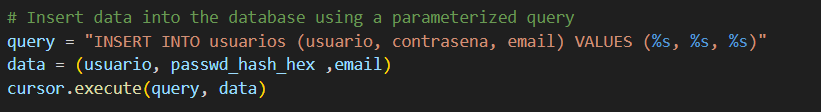 # Insert data into the database using a parameterized query
query = "INSERT INTO usuarios (usuario, contrasena, email) VALUES (%s, %s, %s)"
data = (usuario, passwd_hash_hex ,email)
cursor.execute(query, data)